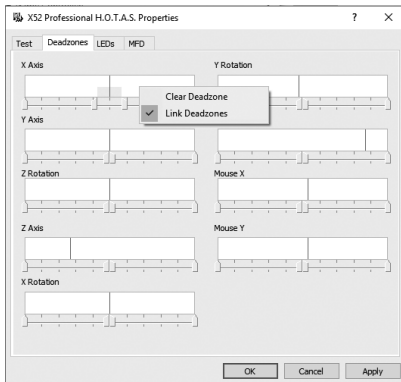 X52 Professional H.O.T.A.S. Properties
? ×
Test Deadzones LEDs MFD
X Axis
Y Rotation
Clear Deadzone
✓ Link Deadzones
Y Axis
Z Rotation
Mouse X
Z Axis
Mouse Y
X Rotation
OK Cancel Apply